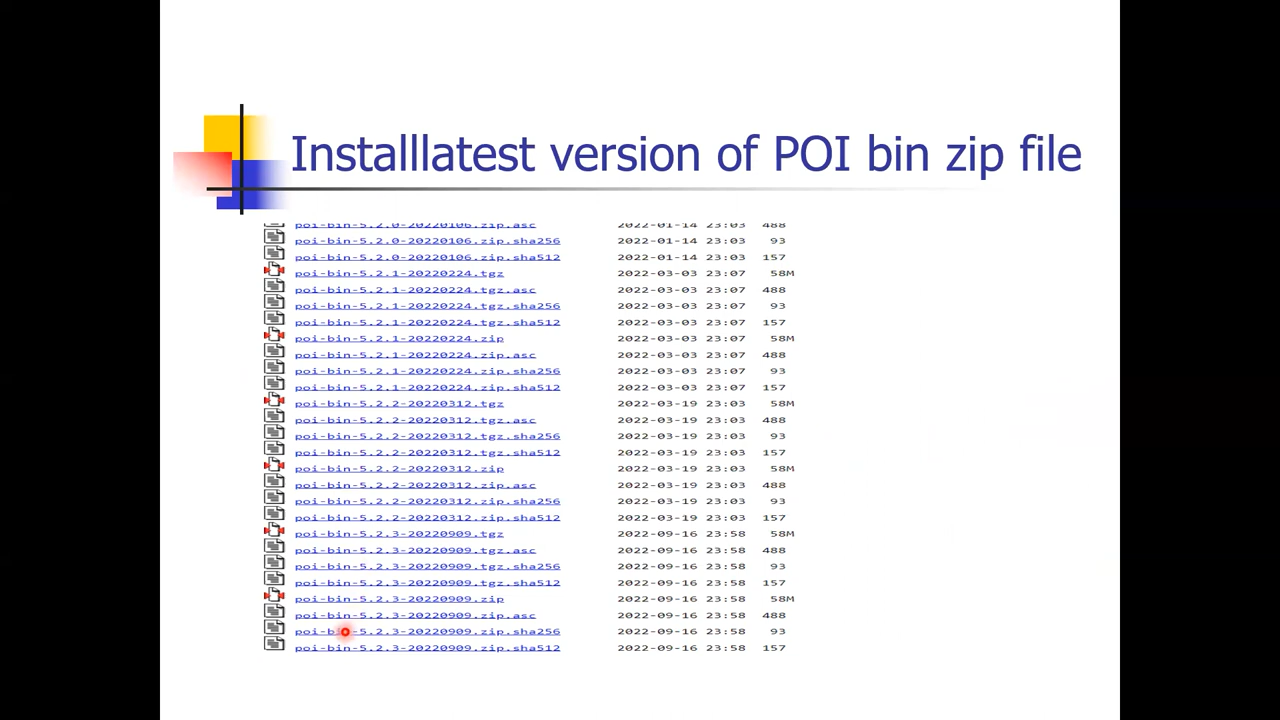 Installlatest version of POI bin zip file
poi-bin-5.2.0-20220106.zip.asc 2022-01-14 23:03 488
poi-bin-5.2.0-20220106.zip.sha256 2022-01-14 23:03 93
poi-bin-5.2.0-20220106.zip.sha512 2022-01-14 23:03 157
poi-bin-5.2.1-20220224.tgz 2022-03-03 23:07 58M
poi-bin-5.2.1-20220224.tgz.asc 2022-03-03 23:07 488
poi-bin-5.2.1-20220224.tgz.sha256 2022-03-03 23:07 93
poi-bin-5.2.1-20220224.tgz.sha512 2022-03-03 23:07 157
poi-bin-5.2.1-20220224.zip 2022-03-03 23:07 58M
poi-bin-5.2.1-20220224.zip.asc 2022-03-03 23:07 488
poi-bin-5.2.1-20220224.zip.sha256 2022-03-03 23:07 93
poi-bin-5.2.1-20220224.zip.sha512 2022-03-03 23:07 157
poi-bin-5.2.2-20220312.tgz 2022-03-19 23:03 58M
poi-bin-5.2.2-20220312.tgz.asc 2022-03-19 23:03 488
poi-bin-5.2.2-20220312.tgz.sha256 2022-03-19 23:03 93
poi-bin-5.2.2-20220312.tgz.sha512 2022-03-19 23:03 157
poi-bin-5.2.2-20220312.zip 2022-03-19 23:03 58M
poi-bin-5.2.2-20220312.zip.asc 2022-03-19 23:03 488
poi-bin-5.2.2-20220312.zip.sha256 2022-03-19 23:03 93
poi-bin-5.2.2-20220312.zip.sha512 2022-03-19 23:03 157
poi-bin-5.2.3-20220909.tgz 2022-09-16 23:58 58M
poi-bin-5.2.3-20220909.tgz.asc 2022-09-16 23:58 488
poi-bin-5.2.3-20220909.tgz.sha256 2022-09-16 23:58 93
poi-bin-5.2.3-20220909.tgz.sha512 2022-09-16 23:58 157
poi-bin-5.2.3-20220909.zip 2022-09-16 23:58 58M
poi-bin-5.2.3-20220909.zip.asc 2022-09-16 23:58 488
poi-bin-5.2.3-20220909.zip.sha256 2022-09-16 23:58 93
poi-bin-5.2.3-20220909.zip.sha512 2022-09-16 23:58 157